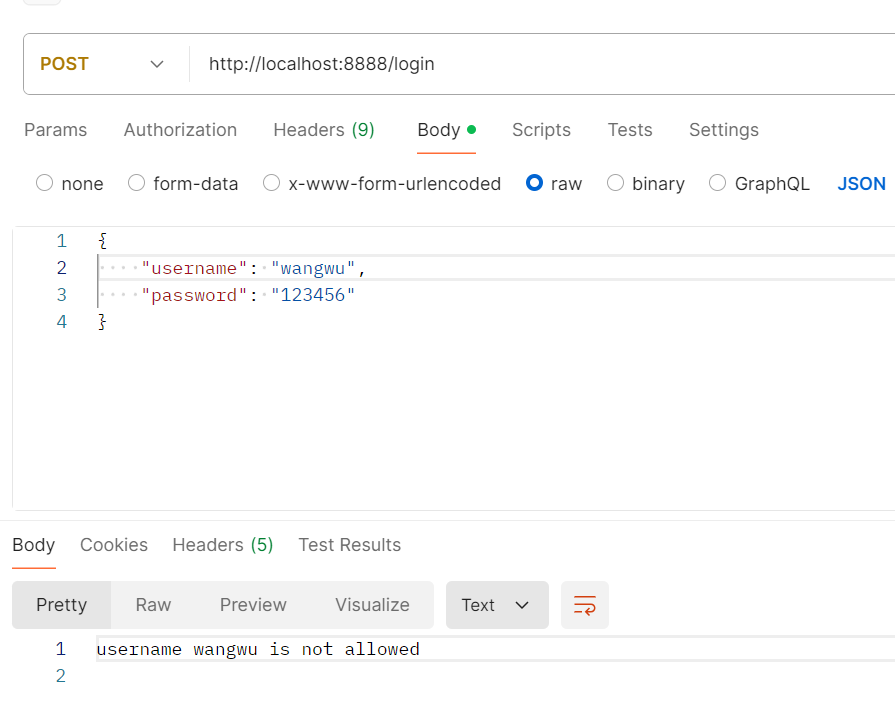 POST http://localhost:8888/login
Params Authorization Headers (9) Body Scripts Tests Settings
none form-data x-www-form-urlencoded raw binary GraphQL JSON
1 {
2 "username": "wangwu",
3 "password": "123456"
4 }
Body Cookies Headers (5) Test Results
Pretty Raw Preview Visualize Text
1 username wangwu is not allowed
2